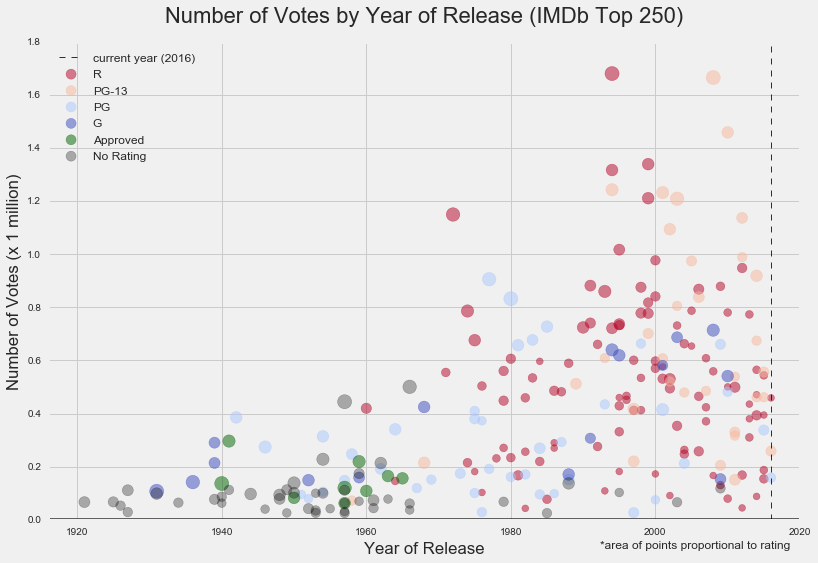 Number of Votes by Year of Release (IMDb Top 250)
1.8
1.6
1.4
1.2
1.0
0.8
0.6
0.4
0.2
0.0
Number of Votes (x 1 million)
current year (2016)
R
PG-13
PG
G
Approved
No Rating
1920
1940
1960
1980
2000
2020
Year of Release
*area of points proportional to rating